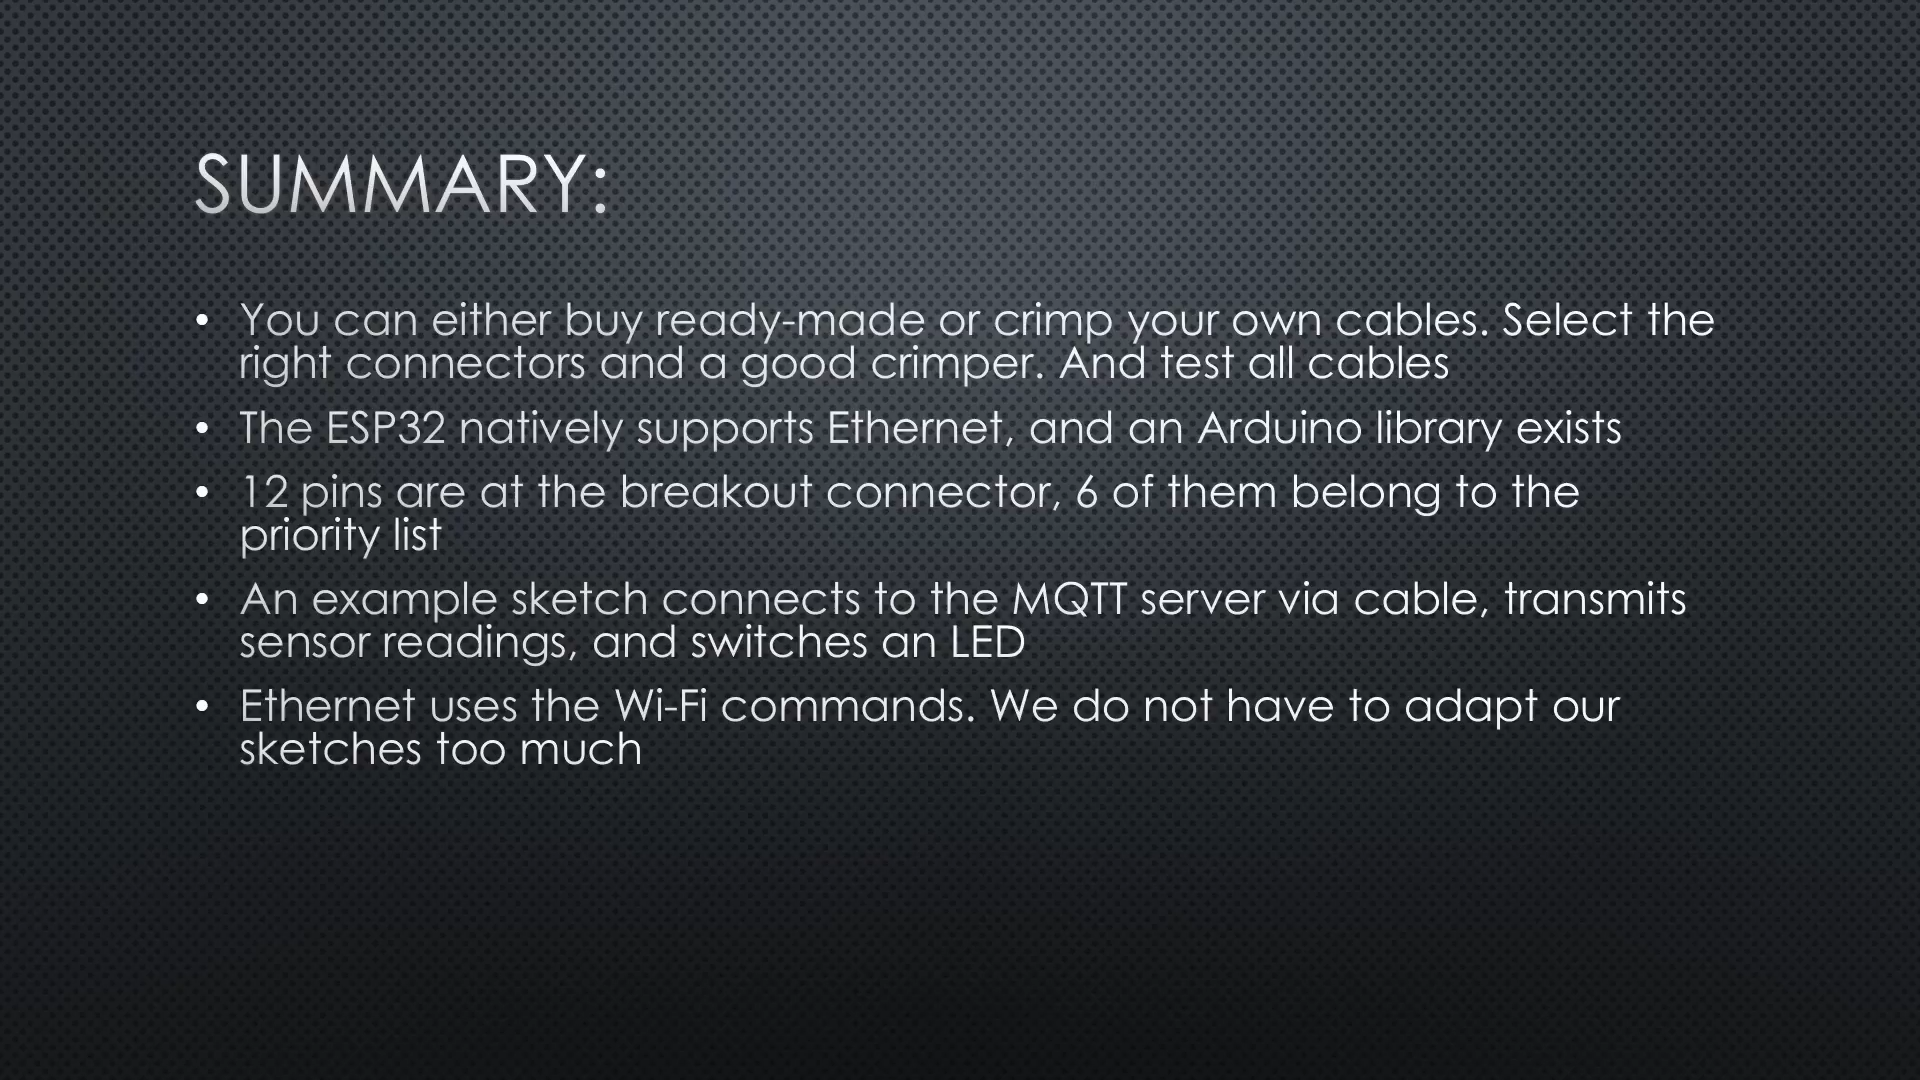 SUMMARY:
• You can either buy ready-made or crimp your own cables. Select the
right connectors and a good crimper. And test all cables
• The ESP32 natively supports Ethernet, and an Arduino library exists
• 12 pins are at the breakout connector, 6 of them belong to the
priority list
• An example sketch connects to the MQTT server via cable, transmits
sensor readings, and switches an LED
• Ethernet uses the Wi-Fi commands. We do not have to adapt our
sketches too much